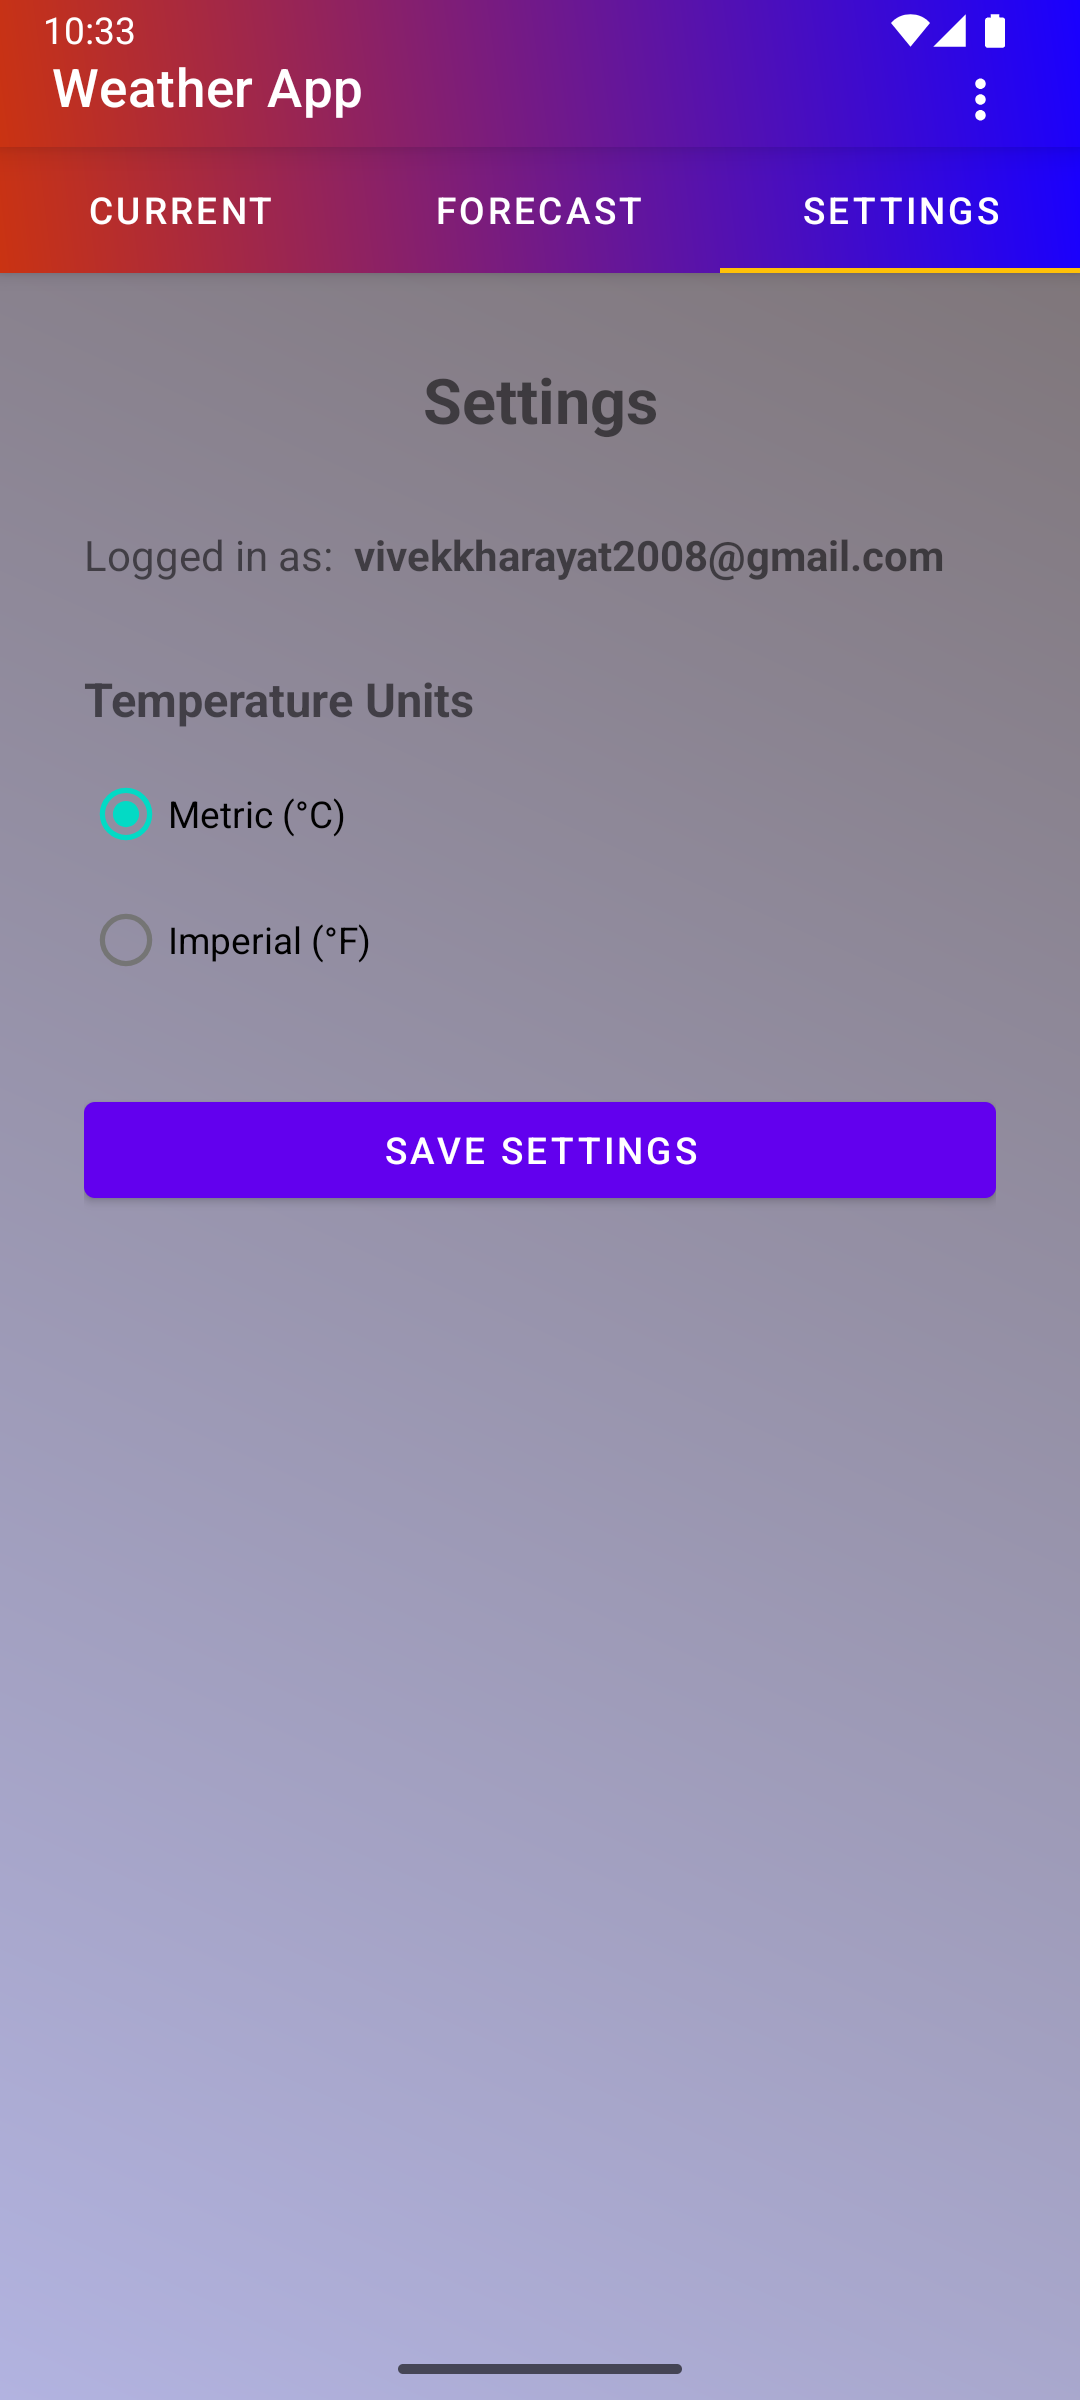 10:33
Weather App
CURRENT FORECAST SETTINGS
Settings
Logged in as: vivekkharayat2008@gmail.com
Temperature Units
Metric (°C)
Imperial (°F)
SAVE SETTINGS